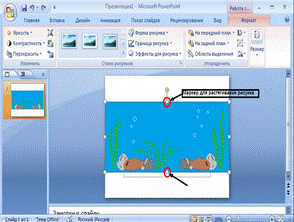 Презентация1 - Microsoft PowerPoint
Работа с...
Главная Вставка Дизайн Анимация Показ слайдов Рецензирование Вид Формат
Яркость
Контрастность
Перекрасить
Изменить
Форма рисунка
Граница рисунка
Эффекты для рисунка
Стили рисунков
На передний план
На задний план
Область выделения
Упорядочить
Размер
Маркер для растягивания рисунка
1
Заметки к слайду
Слайд 1 из 1 "Тема Office" Русский (Россия)